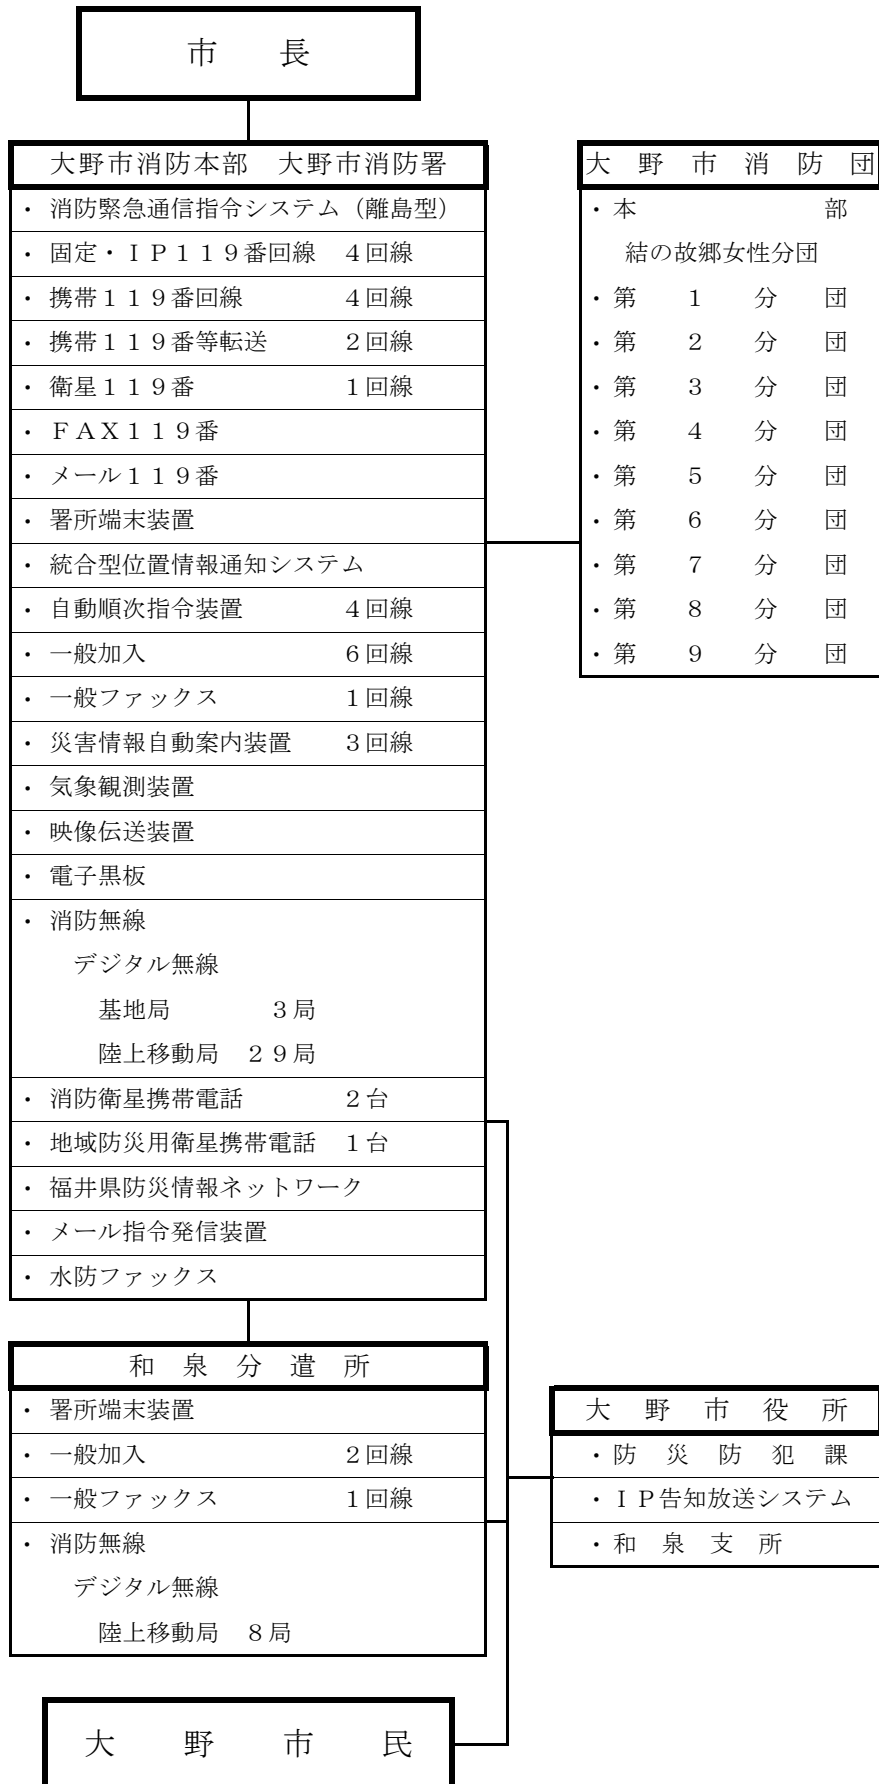 市　長
大野市消防本部　大野市消防署
・ 消防緊急通信指令システム（離島型）
・ 固定・ＩＰ１１９番回線　４回線
・ 携帯１１９番回線　４回線
・ 携帯１１９番等転送　２回線
・ 衛星１１９番　１回線
・ ＦＡＸ１１９番
・ メール１１９番
・ 署所端末装置
・ 統合型位置情報通知システム
・ 自動順次指令装置　４回線
・ 一般加入　６回線
・ 一般ファックス　１回線
・ 災害情報自動案内装置　３回線
・ 気象観測装置
・ 映像伝送装置
・ 電子黒板
・ 消防無線
デジタル無線
基地局　３局
陸上移動局　２９局
・ 消防衛星携帯電話　２台
・ 地域防災用衛星携帯電話　１台
・ 福井県防災情報ネットワーク
・ メール指令発信装置
・ 水防ファックス
大野市消防団
・本部
結の故郷女性分団
・第１分団
・第２分団
・第３分団
・第４分団
・第５分団
・第６分団
・第７分団
・第８分団
・第９分団
和泉分遣所
・ 署所端末装置
・ 一般加入　２回線
・ 一般ファックス　１回線
・ 消防無線
デジタル無線
陸上移動局　８局
大野市役所
・防災防犯課
・ＩＰ告知放送システム
・和泉支所
大野市民